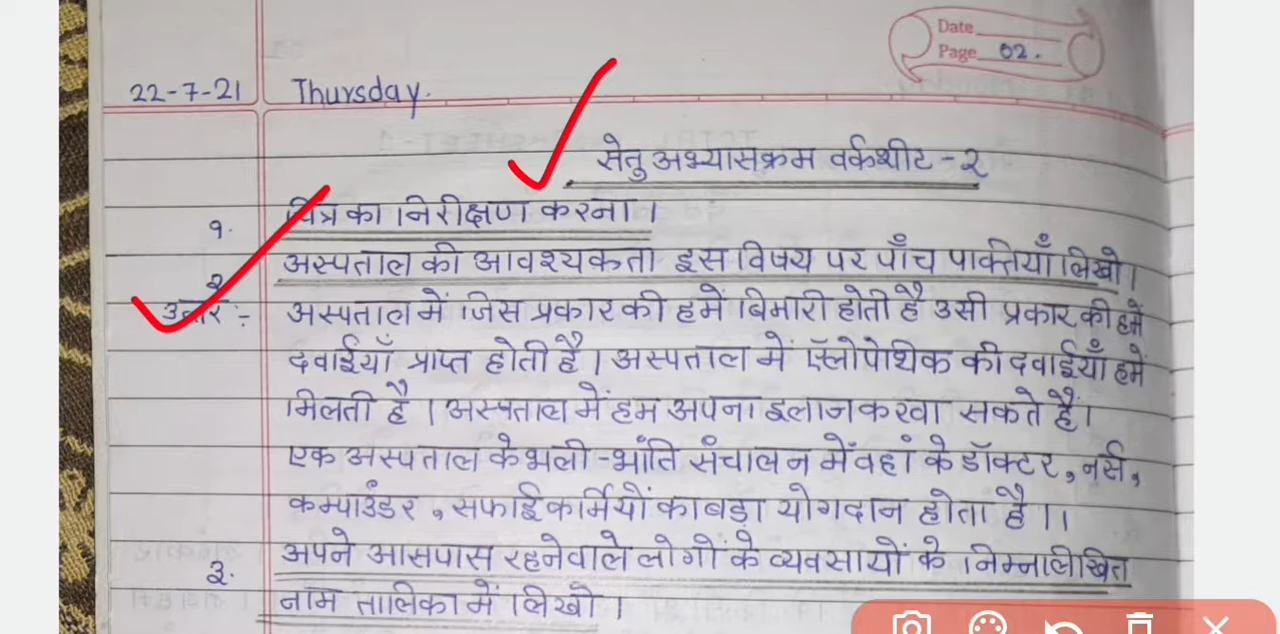 Date
Page 02.
22-7-21 Thursday.
सेतु अभ्यासक्रम वर्कशीट - २
१. चित्र का निरीक्षण करना।
२ अस्पताल की आवश्यकता इस विषय पर पाँच पंक्तियाँ लिखो।
उत्तर :- अस्पताल में जिस प्रकार की हमें बिमारी होती है उसी प्रकार की हमें
दवाईयाँ प्राप्त होती है। अस्पताल में ऍलोपेथिक की दवाईयाँ हमें
मिलती है। अस्पताल में हम अपना इलाज करवा सकते हैं।
एक अस्पताल के भली-भांति संचालन में वहां के डॉक्टर, नर्स,
कम्पाउंडर, सफाई कर्मियों का बड़ा योगदान होता है।।
३. अपने आसपास रहनेवाले लोगों के व्यवसायों के निम्नलिखित
नाम तालिका में लिखो।